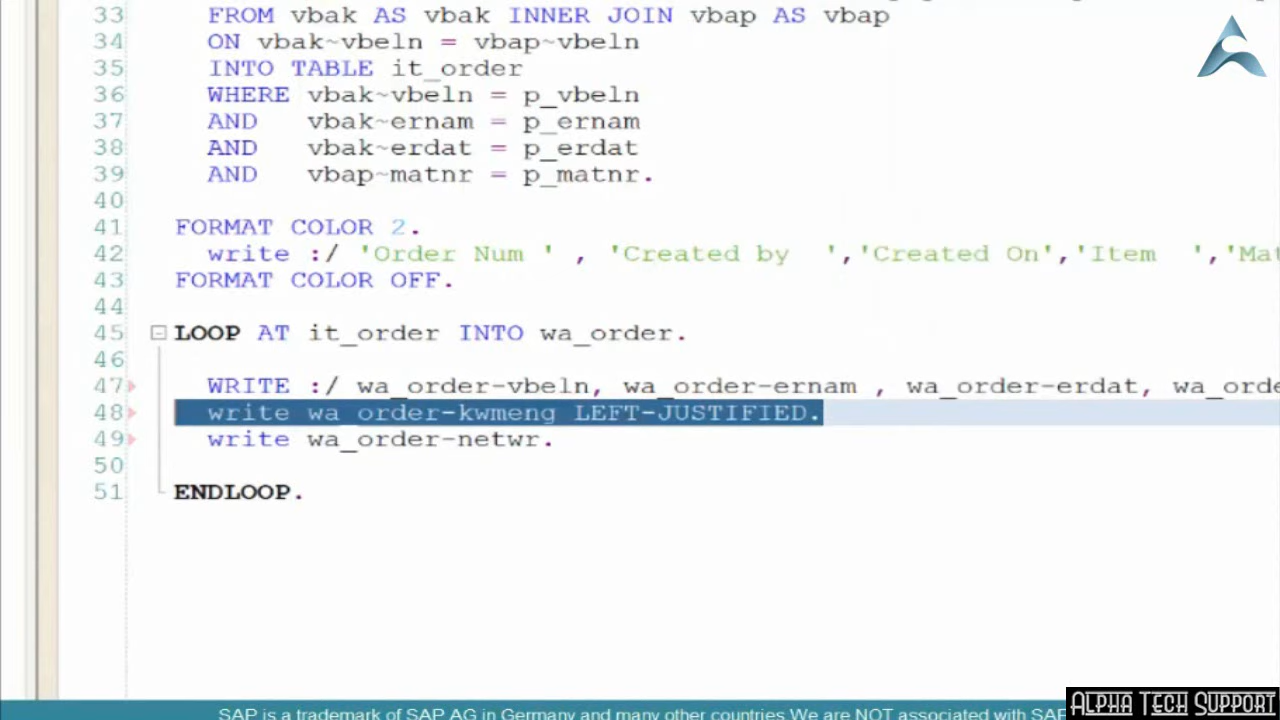 33 FROM vbak AS vbak INNER JOIN vbap AS vbap
34 ON vbak~vbeln = vbap~vbeln
35 INTO TABLE it_order
36 WHERE vbak~vbeln = p_vbeln
37 AND vbak~ernam = p_ernam
38 AND vbak~erdat = p_erdat
39 AND vbap~matnr = p_matnr.
40
41 FORMAT COLOR 2.
42 write :/ 'Order Num ' , 'Created by ','Created On','Item ','Mat
43 FORMAT COLOR OFF.
44
45 LOOP AT it_order INTO wa_order.
46
47 WRITE :/ wa_order-vbeln, wa_order-ernam , wa_order-erdat, wa_orde
48 write wa_order-kwmeng LEFT-JUSTIFIED.
49 write wa_order-netwr.
50
51 ENDLOOP.
SAP is a trademark of SAP AG in Germany and many other countries We are NOT associated with SAP
ALPHA TECH SUPPORT